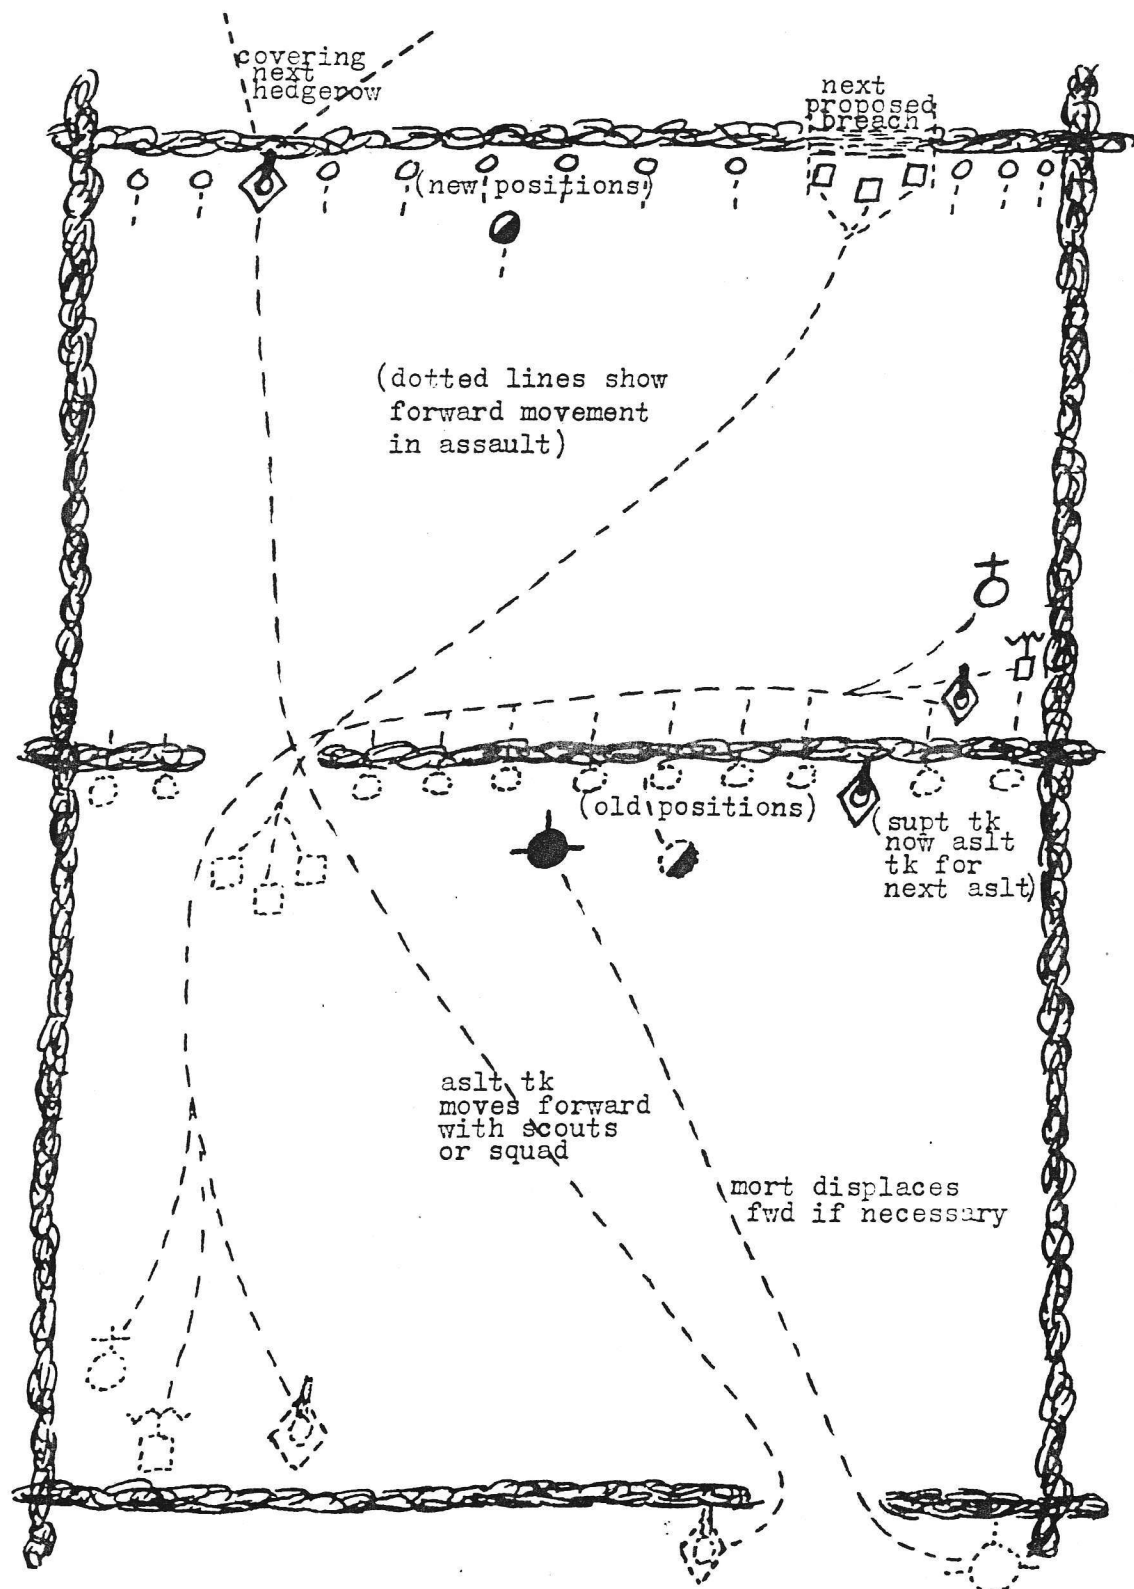 covering
next
hedgerow
next
proposed
breach
(new positions)
(dotted lines show
forward movement
in assault)
(old positions)
(supt tk
now aslt
tk for
next aslt)
aslt tk
moves forward
with scouts
or squad
mort displaces
fwd if necessary